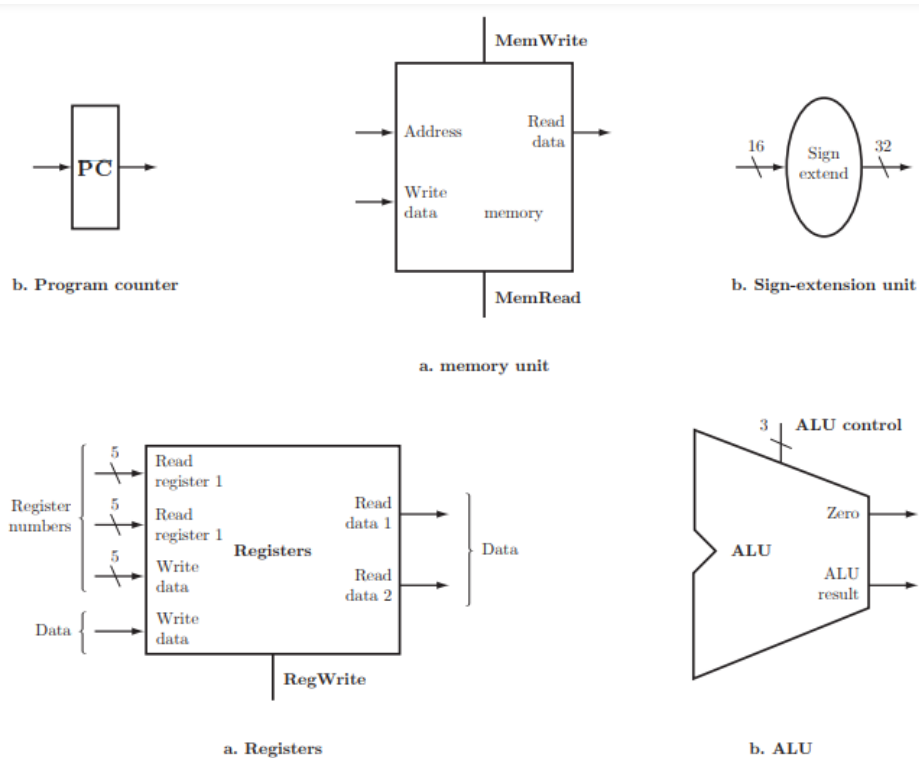 MemWrite
Address
Read
data
Write
data
memory
MemRead
a. memory unit
PC
b. Program counter
16
Sign
extend
32
b. Sign-extension unit
Register
numbers
5
5
5
Data
Read
register 1
Read
register 1
Write
data
Write
data
Registers
Read
data 1
Read
data 2
Data
RegWrite
a. Registers
3
ALU control
Zero
ALU
ALU
result
b. ALU